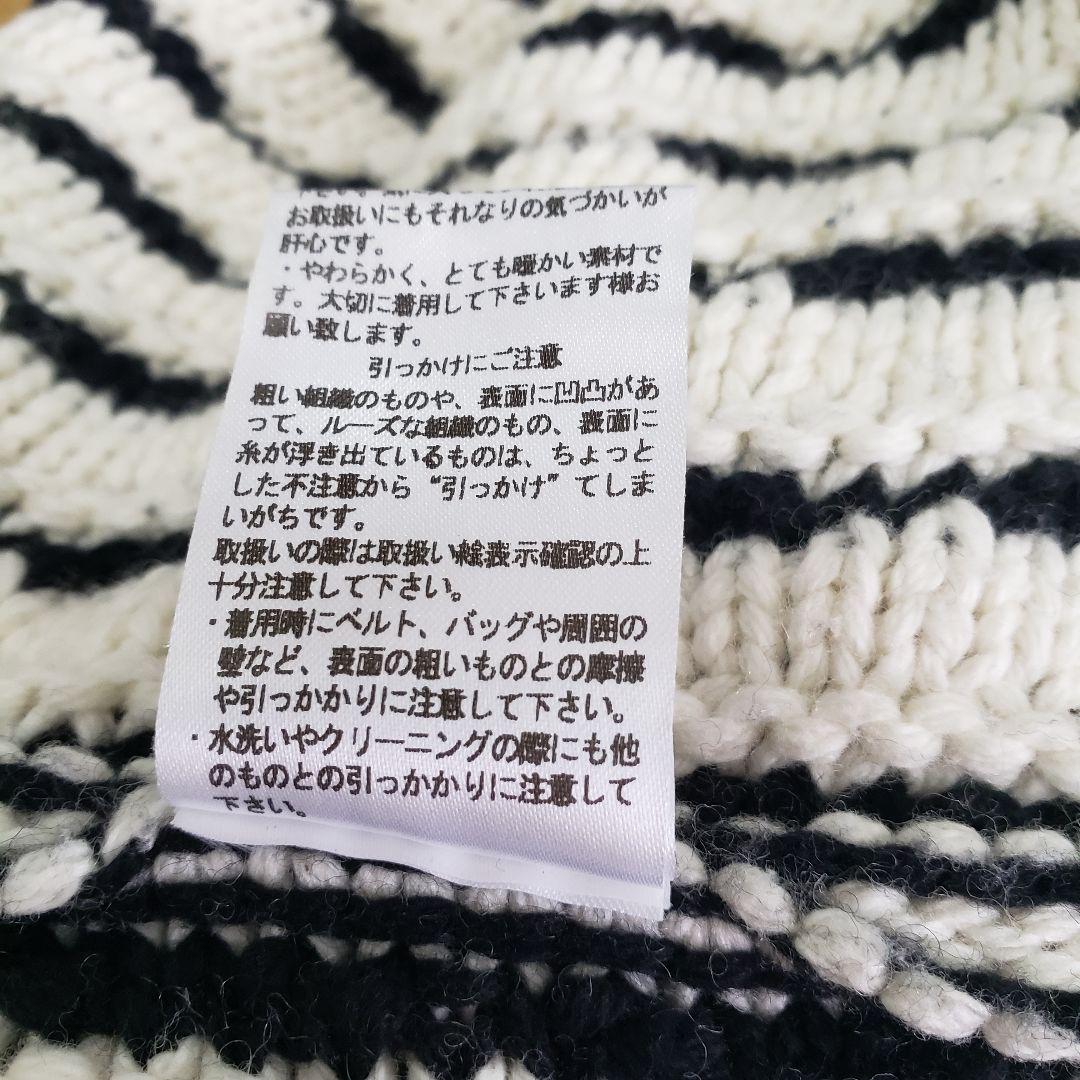 お取扱いにもそれなりの気づかいが
肝心です。
・やわらかく、とても暖かい素材で
す。大切に着用して下さいます様お
願い致します。
引っかけにご注意
粗い組織のものや、表面に凹凸があ
って、ルーズな組織のもの、表面に
糸が浮き出ているものは、ちょっと
した不注意から“引っかけ”てしま
いがちです。
取扱いの際は取扱い絵表示確認の上
十分注意して下さい。
・着用時にベルト、バッグや周囲の
壁など、表面の粗いものとの摩擦
や引っかかりに注意して下さい。
・水洗いやクリーニングの際にも他
のものとの引っかかりに注意して
下さい。